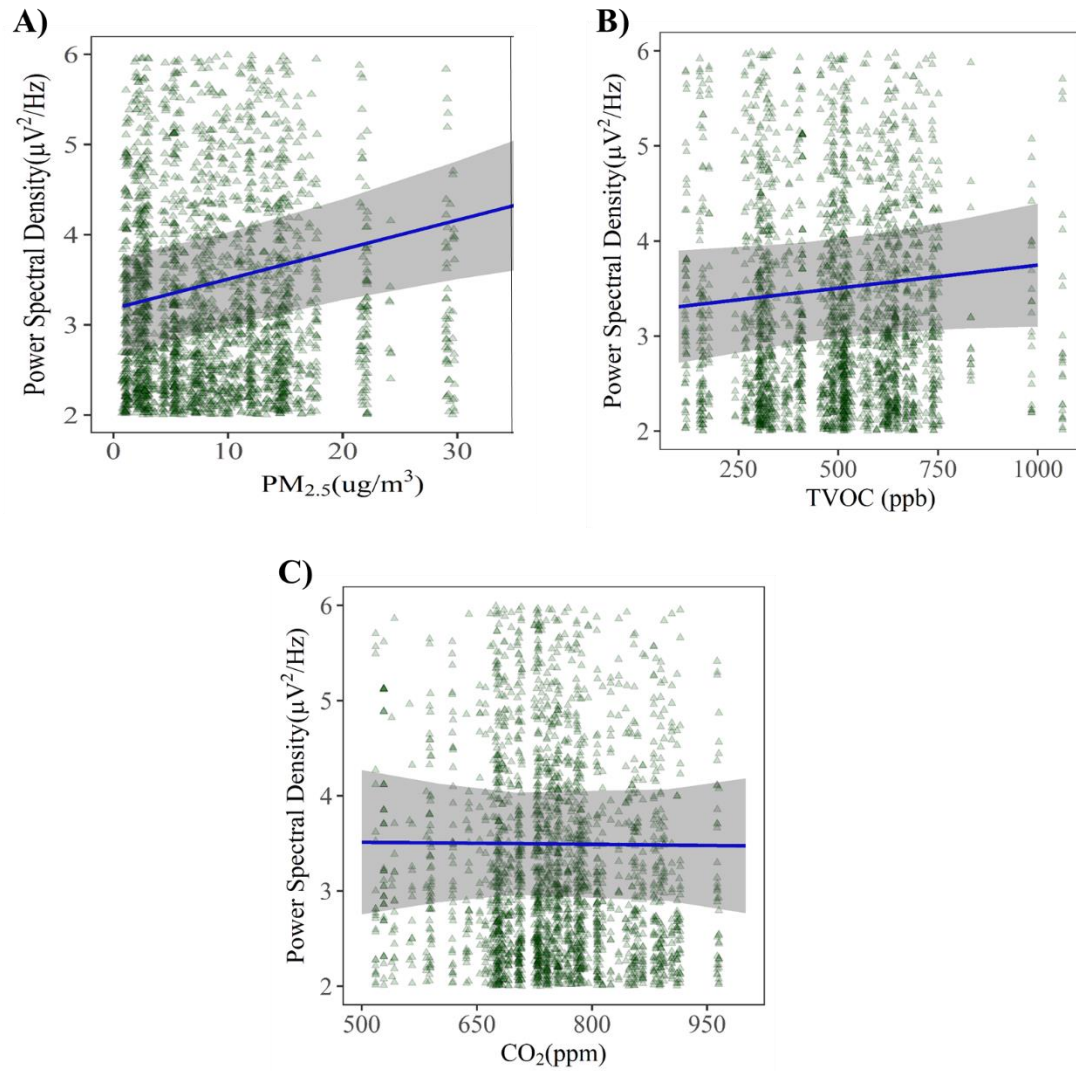 A)
Power Spectral Density(μV²/Hz)
6
5
4
3
2
0 10 20 30
PM₂.₅(ug/m³)
B)
Power Spectral Density(μV²/Hz)
6
5
4
3
2
250 500 750 1000
TVOC (ppb)
C)
Power Spectral Density(μV²/Hz)
6
5
4
3
2
500 650 800 950
CO₂(ppm)